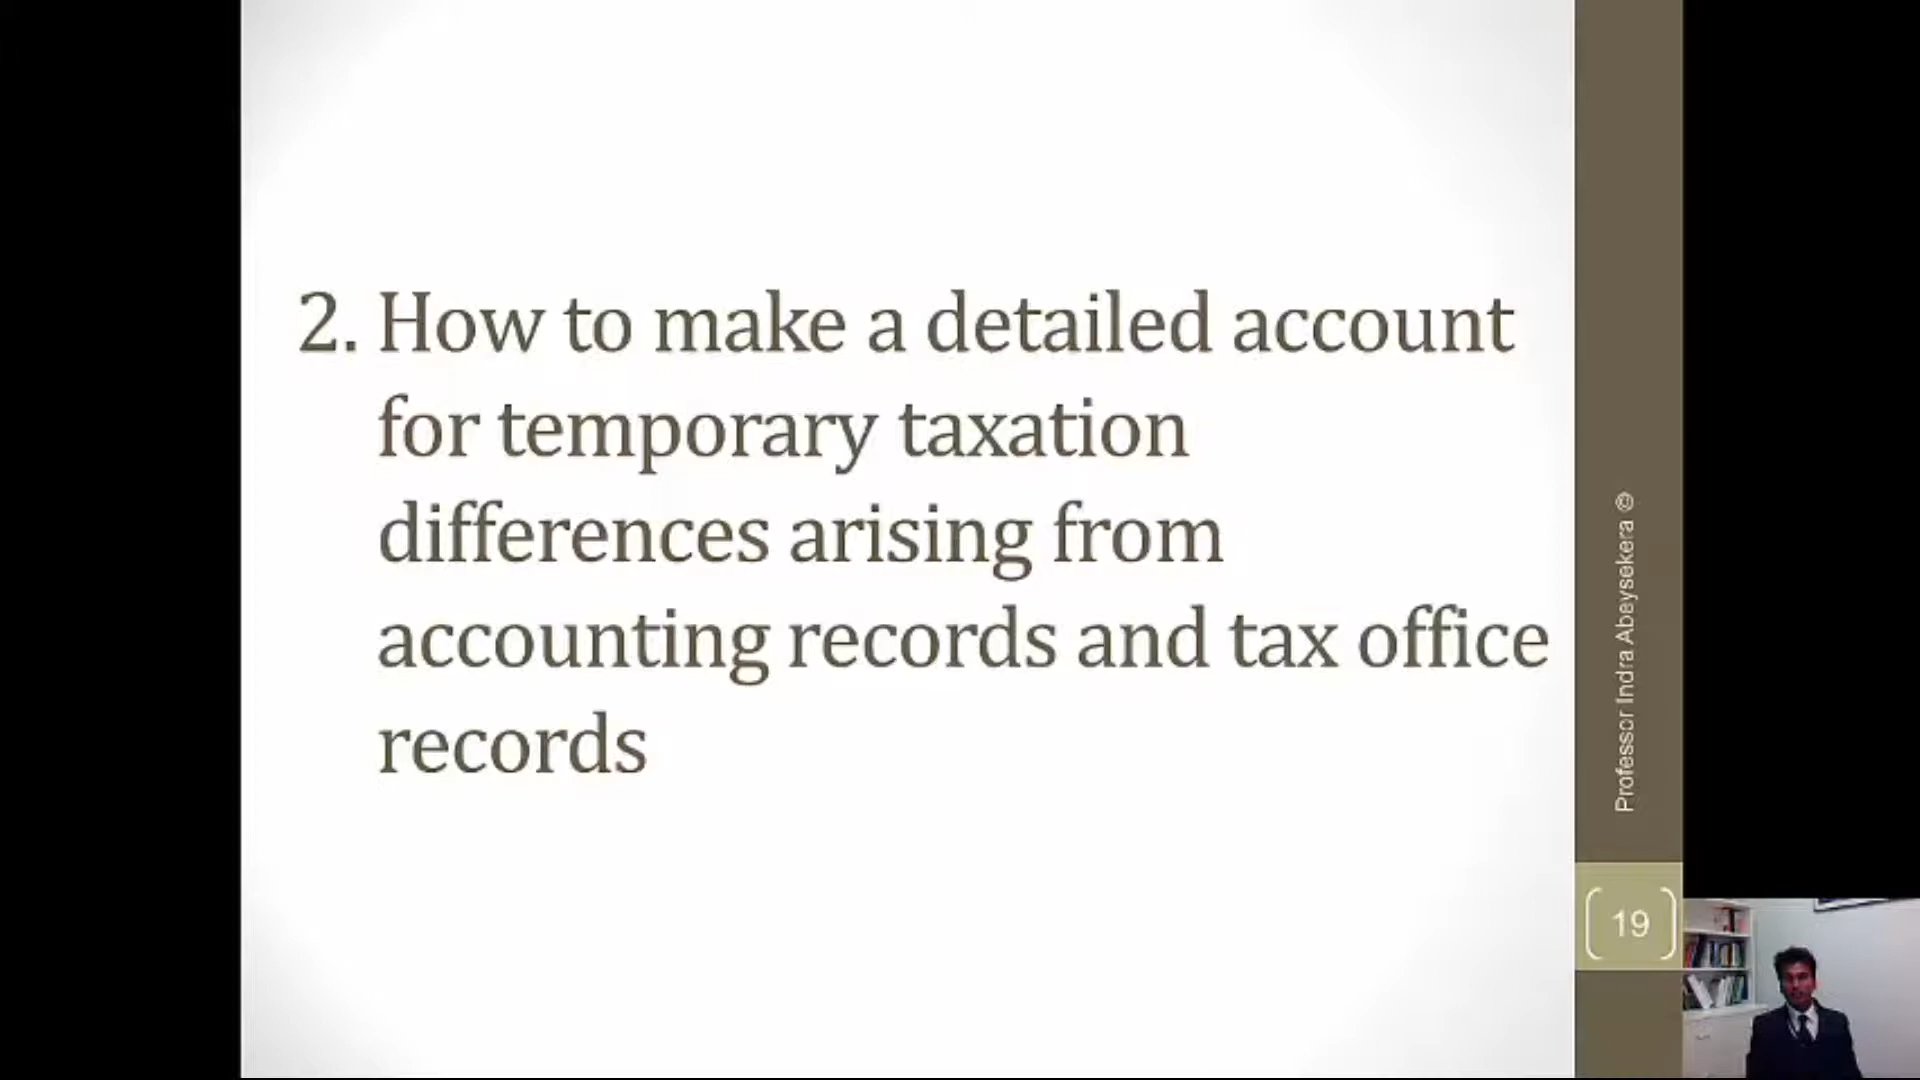 2. How to make a detailed account
for temporary taxation
differences arising from
accounting records and tax office
records
Professor Indra Abeysekera ©
19